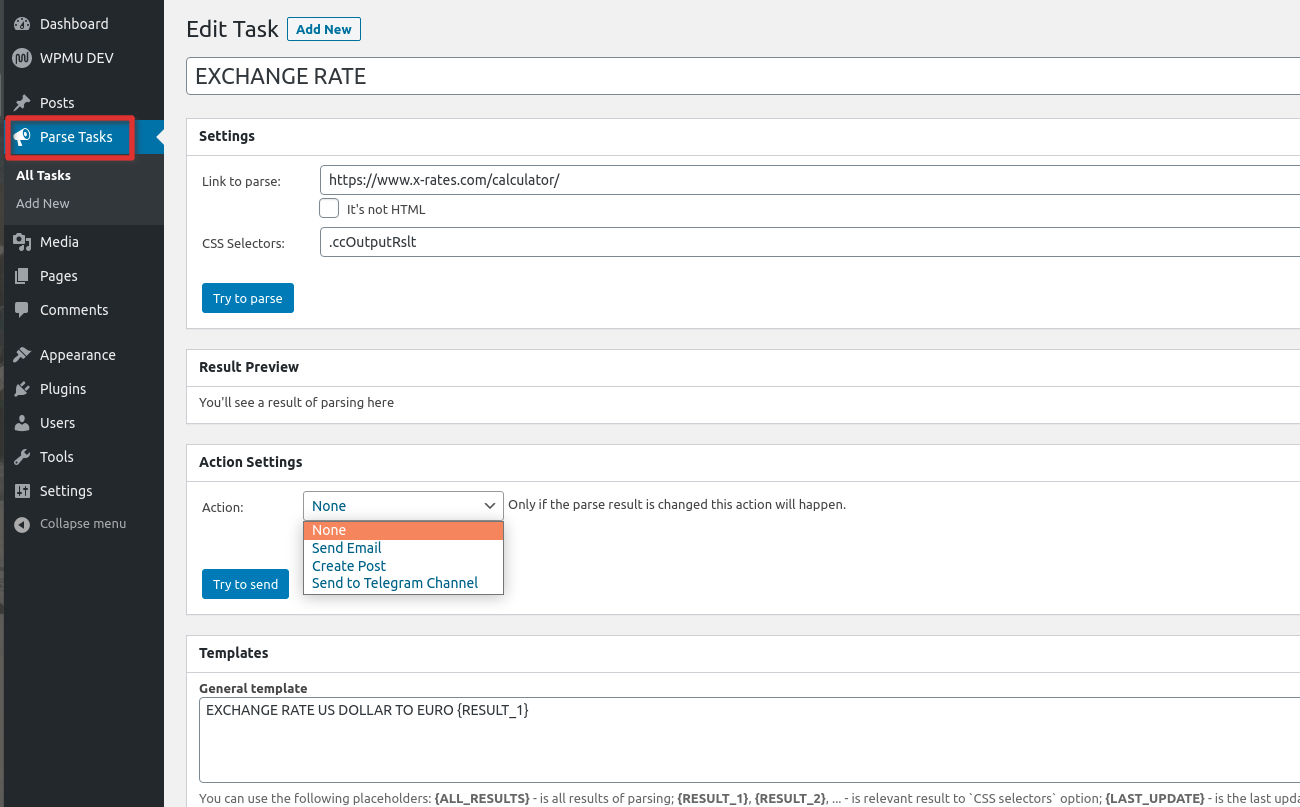 Dashboard
WPMU DEV
Posts
Parse Tasks
All Tasks
Add New
Media
Pages
Comments
Appearance
Plugins
Users
Tools
Settings
Collapse menu
Edit Task Add New
EXCHANGE RATE
Settings
Link to parse: https://www.x-rates.com/calculator/
It's not HTML
CSS Selectors: .ccOutputRslt
Try to parse
Result Preview
You'll see a result of parsing here
Action Settings
Action: None Only if the parse result is changed this action will happen.
None
Send Email
Create Post
Send to Telegram Channel
Try to send
Templates
General template
EXCHANGE RATE US DOLLAR TO EURO {RESULT_1}
You can use the following placeholders: {ALL_RESULTS} - is all results of parsing; {RESULT_1}, {RESULT_2}, ... - is relevant result to `CSS selectors` option; {LAST_UPDATE} - is the last upda